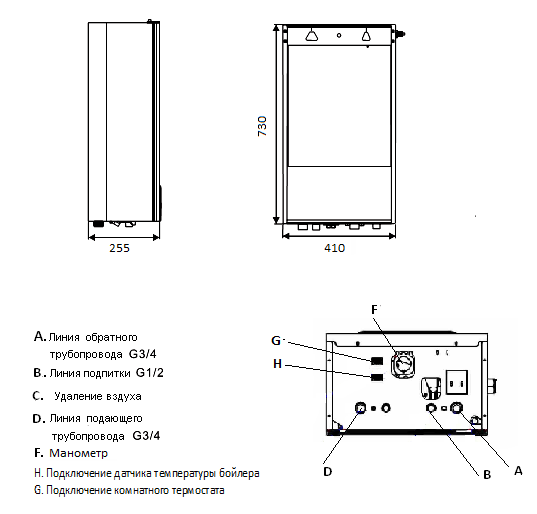 730
255
410
F
G
H
D
B
A
A. Линия обратного
трубопровода G3/4
B. Линия подпитки G1/2
C. Удаление вздуха
D. Линия подающего
трубопровода G3/4
F. Манометр
H. Подключение датчика температуры бойлера
G. Подключение комнатного термостата